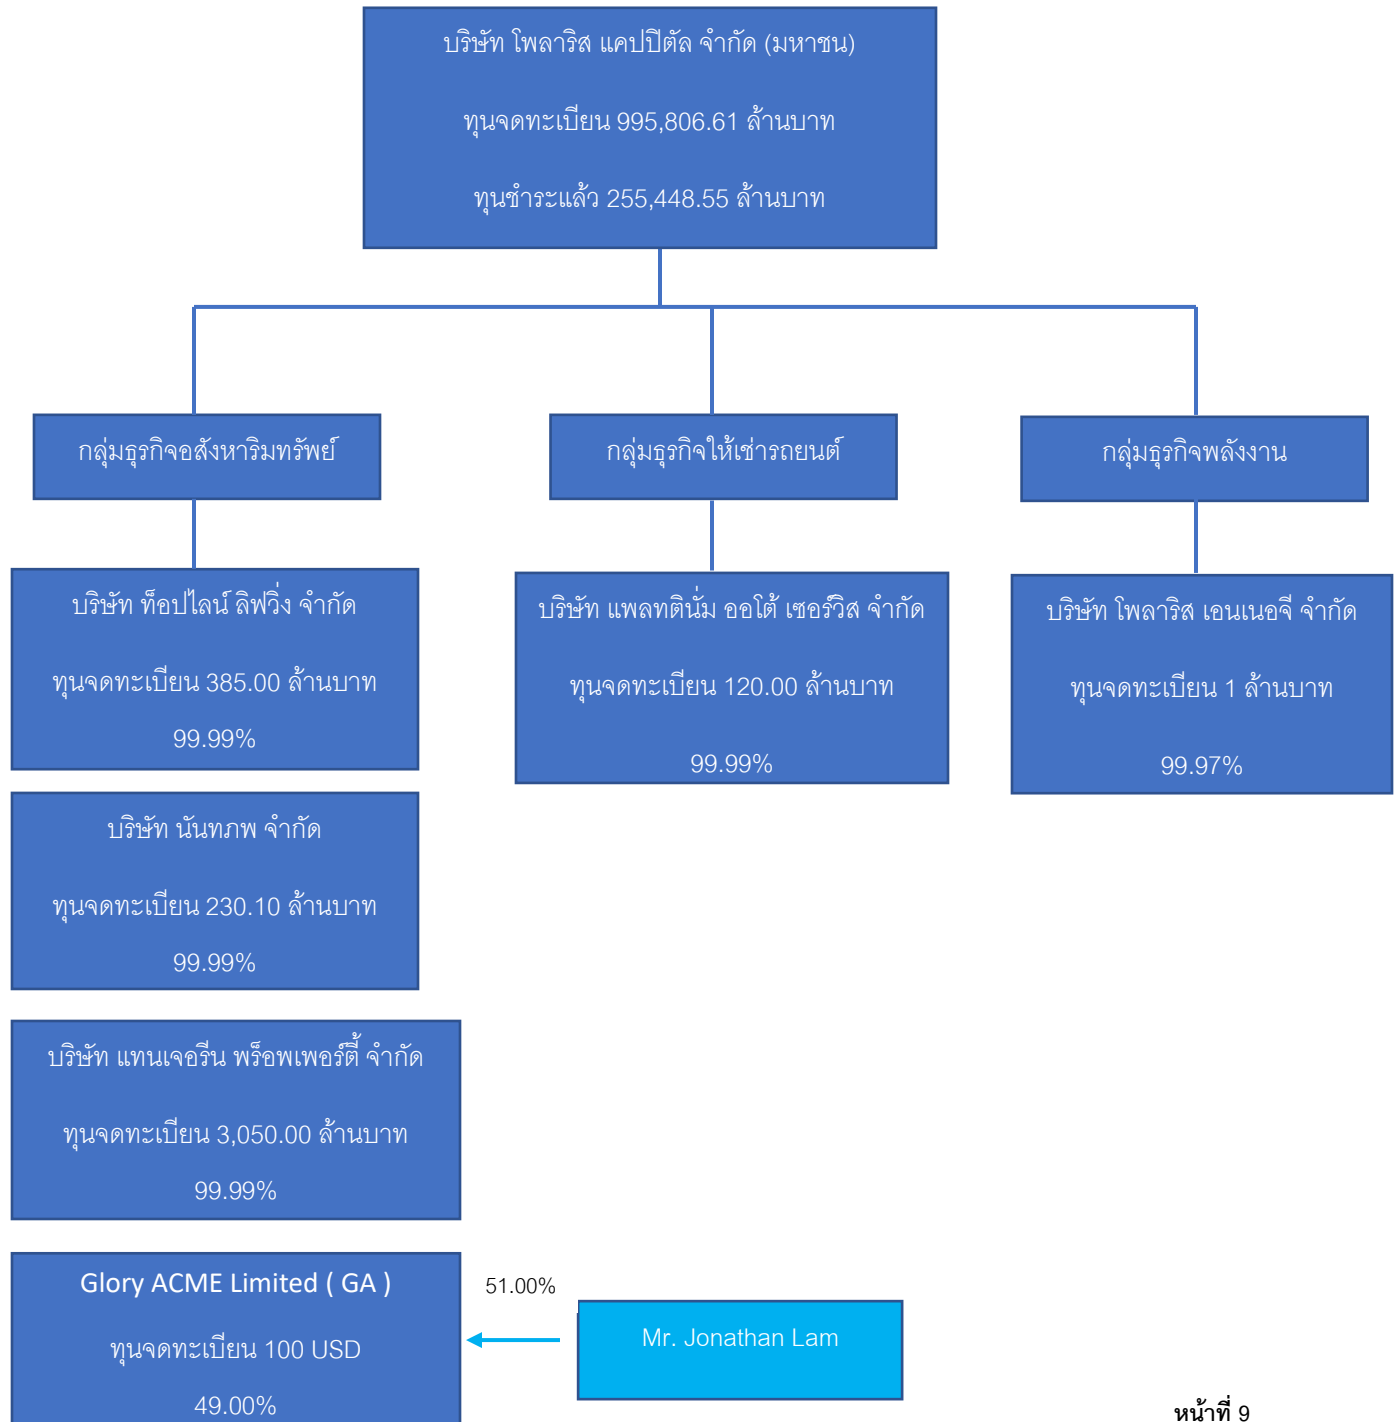 บริษัท โพลาริส แคปปิตัล จำกัด (มหาชน)
ทุนจดทะเบียน 995,806.61 ล้านบาท
ทุนชำระแล้ว 255,448.55 ล้านบาท
กลุ่มธุรกิจอสังหาริมทรัพย์
กลุ่มธุรกิจให้เช่ารถยนต์
กลุ่มธุรกิจพลังงาน
บริษัท ท็อปไลน์ ลิฟวิ่ง จำกัด
ทุนจดทะเบียน 385.00 ล้านบาท
99.99%
บริษัท แพลทตินั่ม ออโต้ เซอร์วิส จำกัด
ทุนจดทะเบียน 120.00 ล้านบาท
99.99%
บริษัท โพลาริส เอนเนอจี จำกัด
ทุนจดทะเบียน 1 ล้านบาท
99.97%
บริษัท นันทภพ จำกัด
ทุนจดทะเบียน 230.10 ล้านบาท
99.99%
บริษัท แทนเจอรีน พร็อพเพอร์ตี้ จำกัด
ทุนจดทะเบียน 3,050.00 ล้านบาท
99.99%
Glory ACME Limited ( GA )
ทุนจดทะเบียน 100 USD
49.00%
51.00%
Mr. Jonathan Lam
หน้าที่ 9